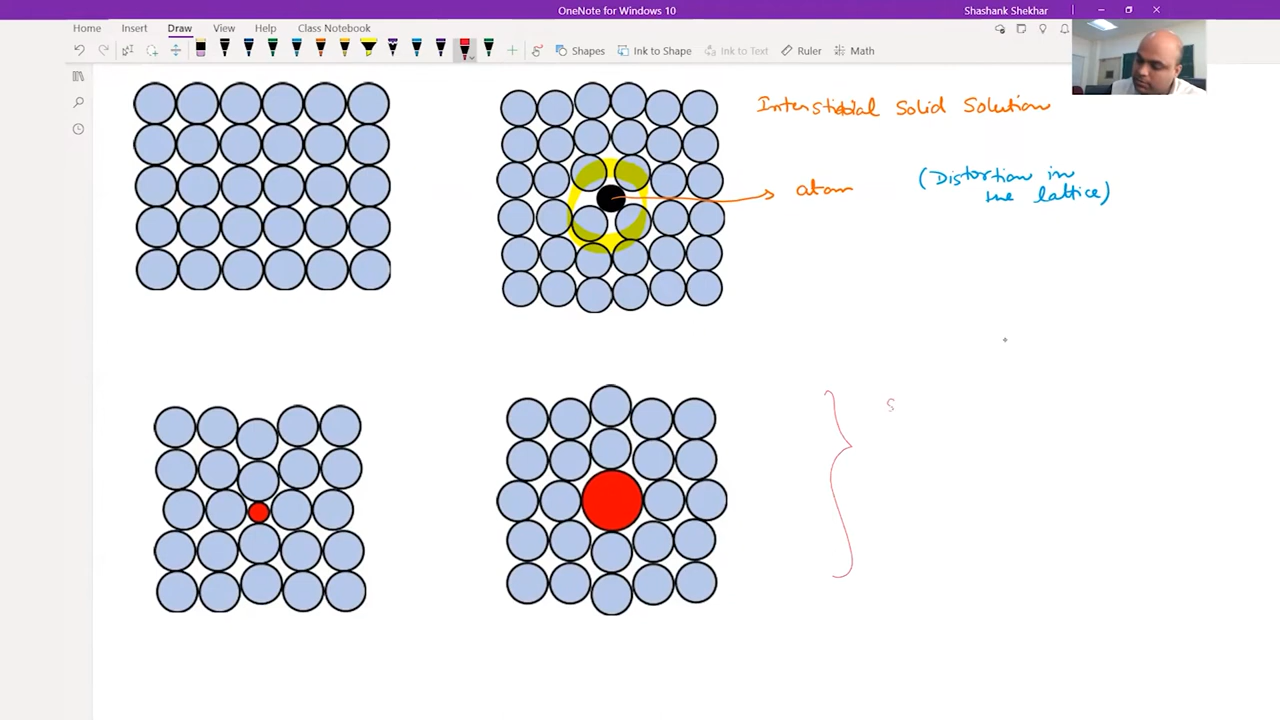 OneNote for Windows 10
Shashank Shekhar
Home
Draw
View
Help
Class Notebook
Shapes
Ink to Shape
Ink to Text
Ruler
Math
Interstitial Solid Solution
atom
(Distortion in
the lattice)
S